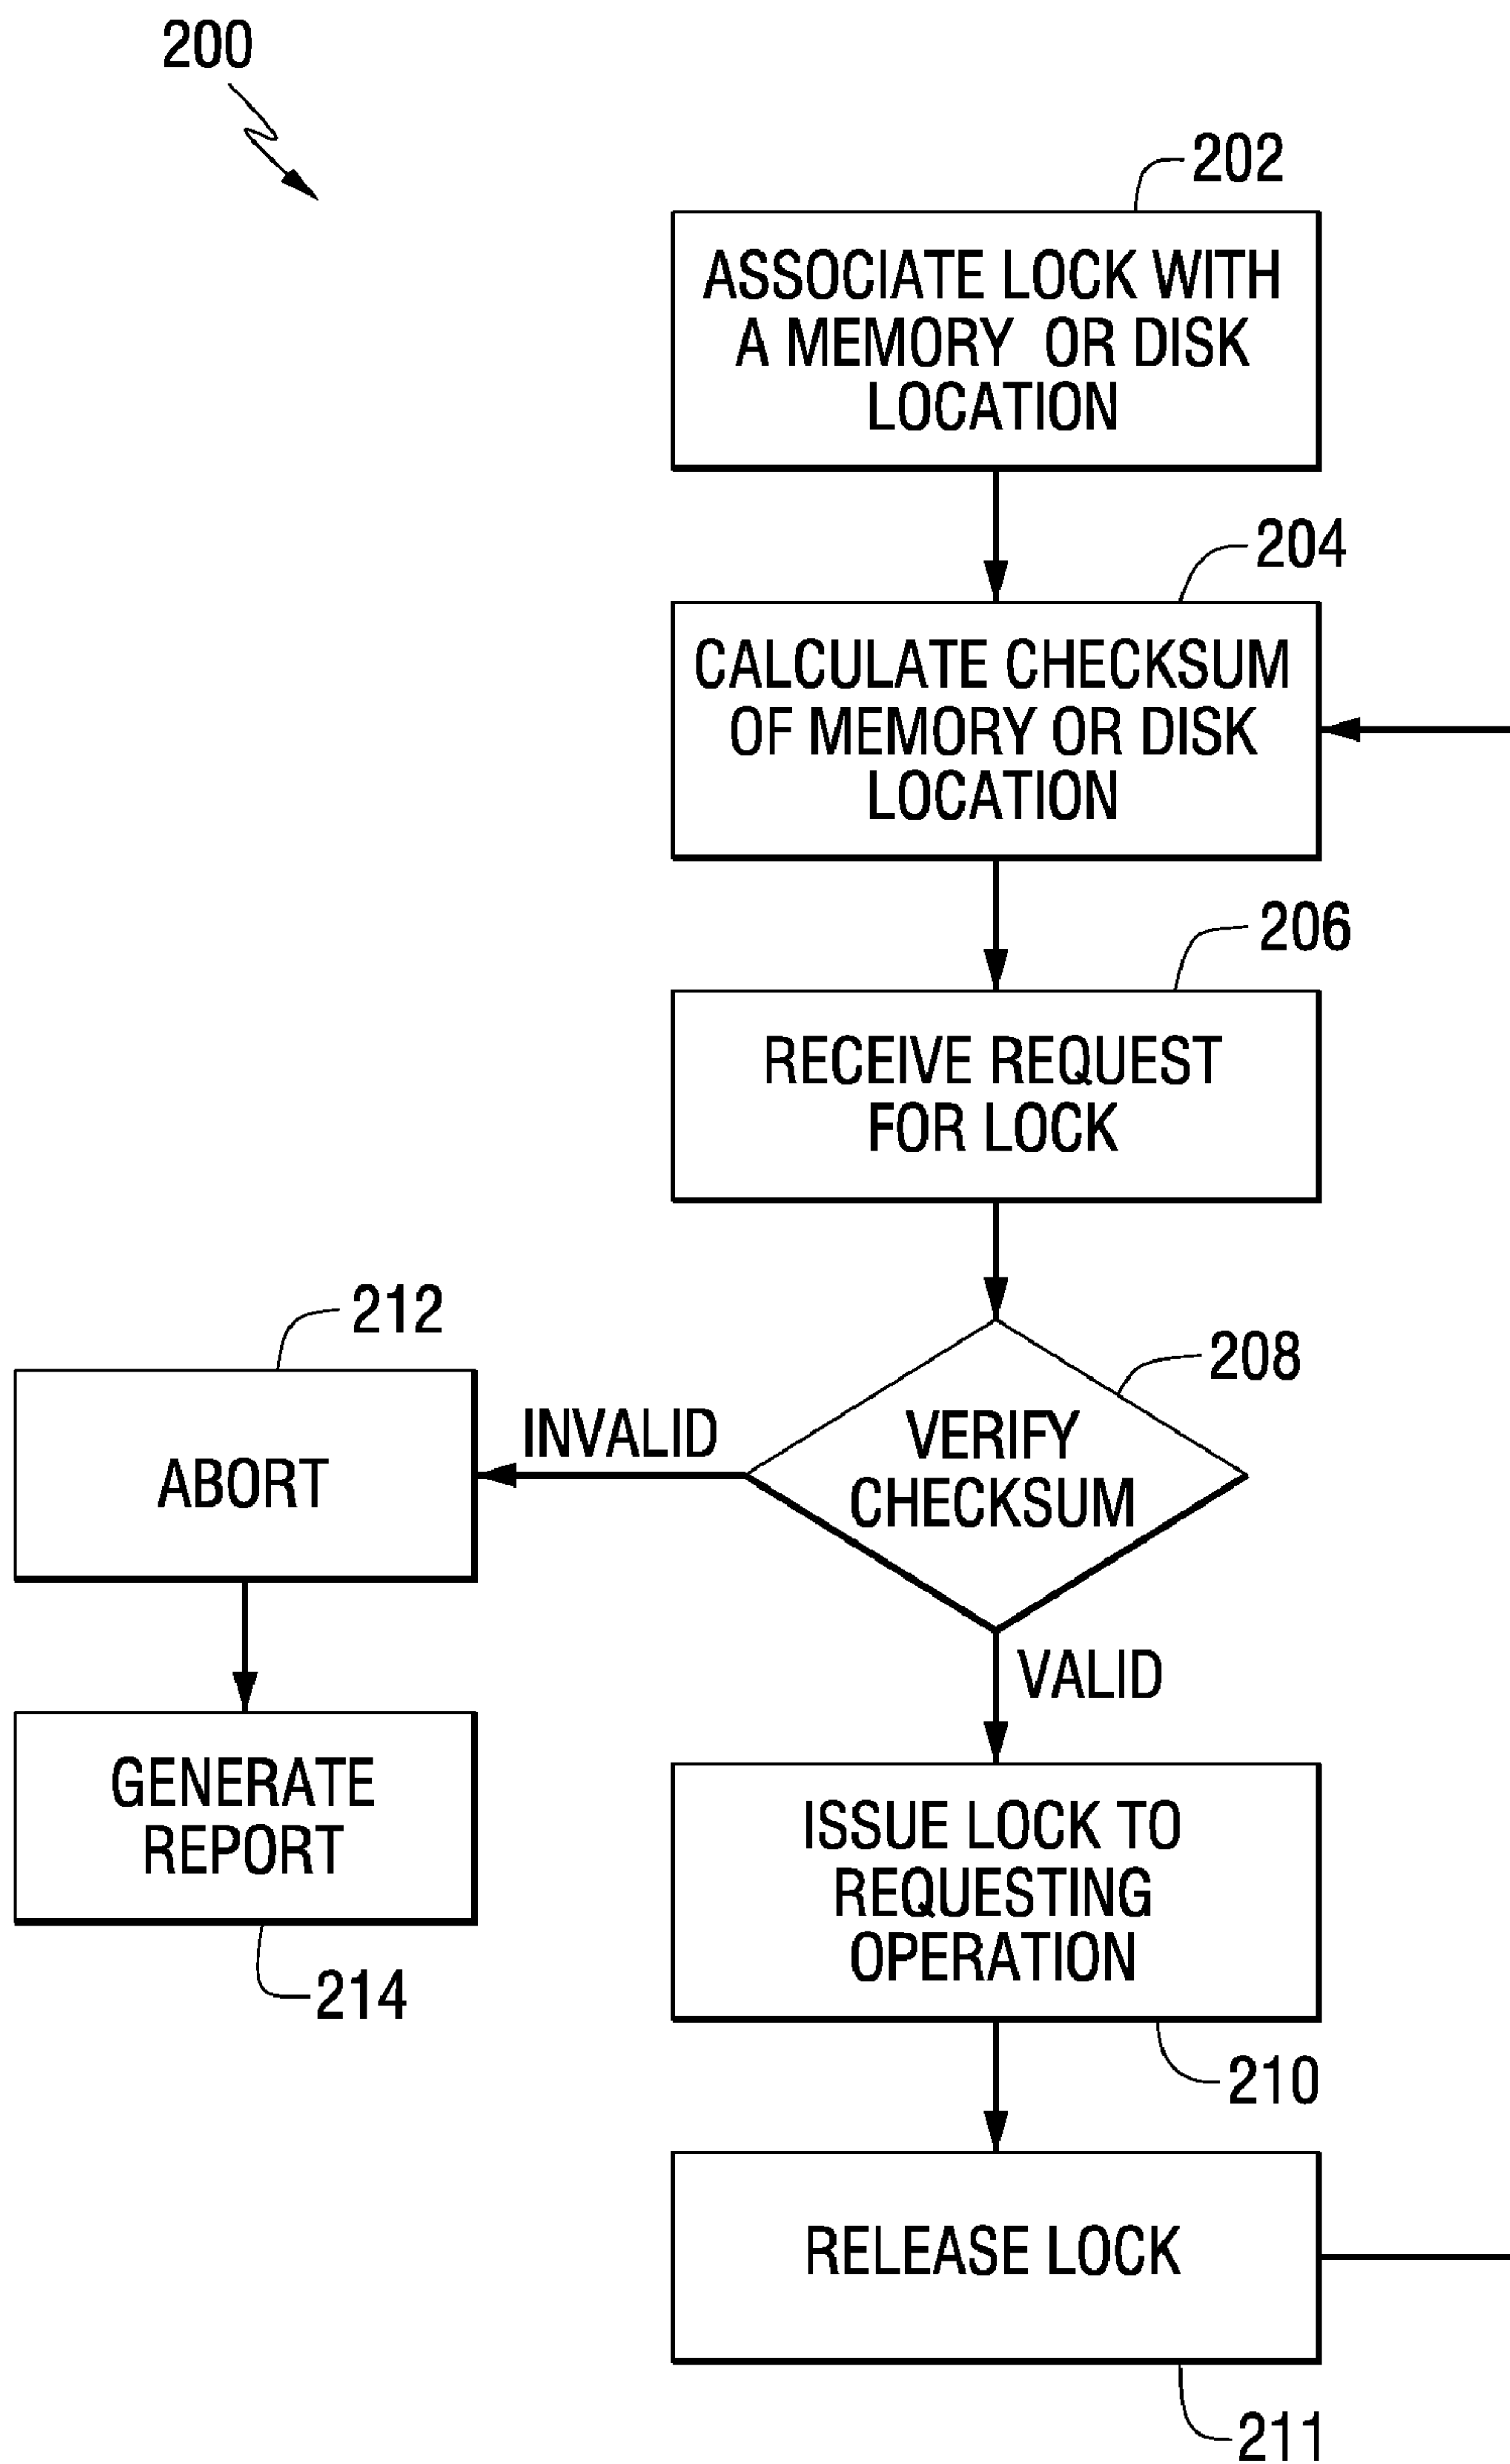 200
202
ASSOCIATE LOCK WITH
A MEMORY OR DISK
LOCATION
204
CALCULATE CHECKSUM
OF MEMORY OR DISK
LOCATION
206
RECEIVE REQUEST
FOR LOCK
212
208
ABORT
INVALID
VERIFY
CHECKSUM
VALID
GENERATE
REPORT
214
ISSUE LOCK TO
REQUESTING
OPERATION
210
RELEASE LOCK
211